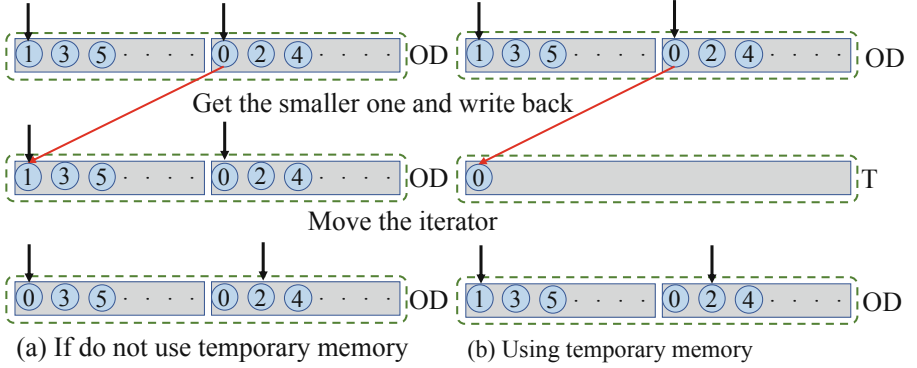 1 3 5 · · · · 0 2 4 · · · · OD
1 3 5 · · · · 0 2 4 · · · · OD
Get the smaller one and write back
1 3 5 · · · · 0 2 4 · · · · OD
0 T
Move the iterator
0 3 5 · · · · 0 2 4 · · · · OD
1 3 5 · · · · 0 2 4 · · · · OD
(a) If do not use temporary memory
(b) Using temporary memory